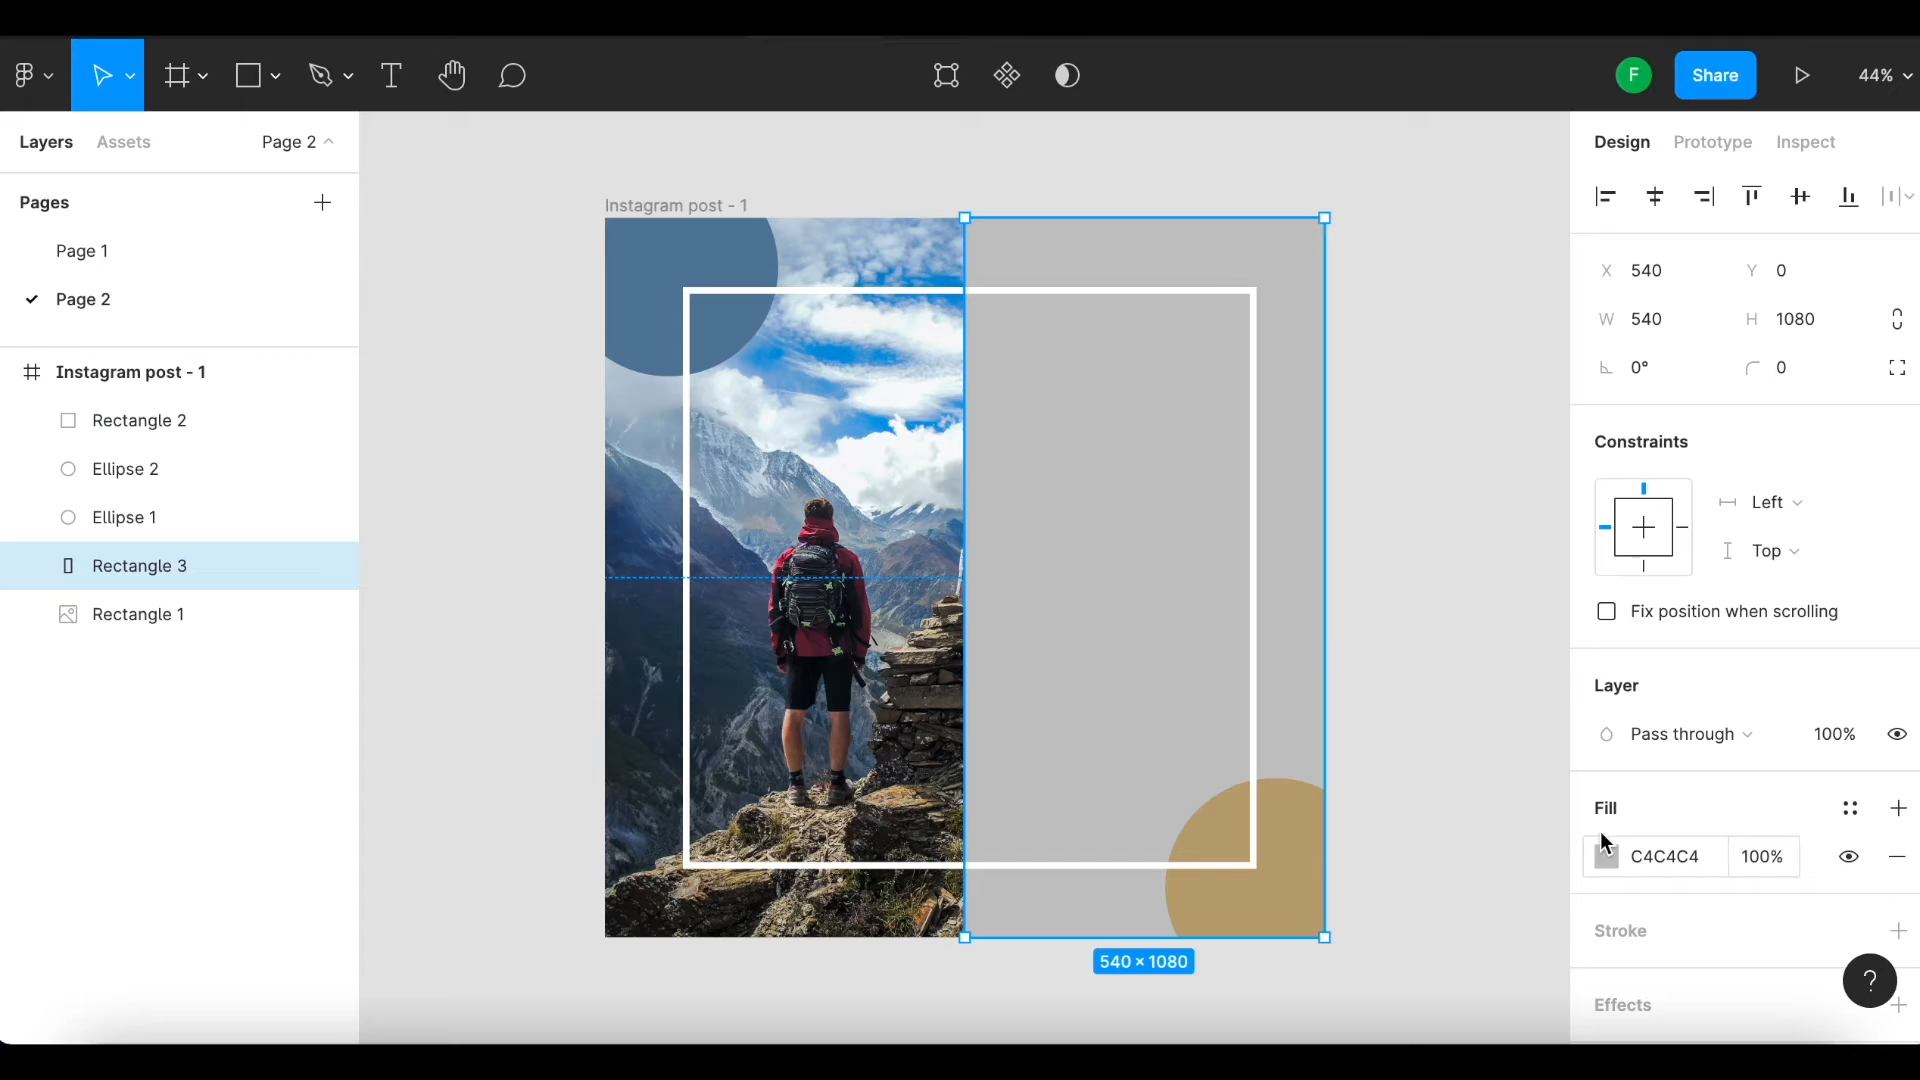 F
Share
44%
Layers
Assets
Page 2
Pages
Page 1
Page 2
Instagram post - 1
Rectangle 2
Ellipse 2
Ellipse 1
Rectangle 3
Rectangle 1
Instagram post - 1
540 × 1080
Design
Prototype
Inspect
X 540
Y 0
W 540
H 1080
0°
0
Constraints
Left
Top
Fix position when scrolling
Layer
Pass through
100%
Fill
C4C4C4
100%
Stroke
Effects
?